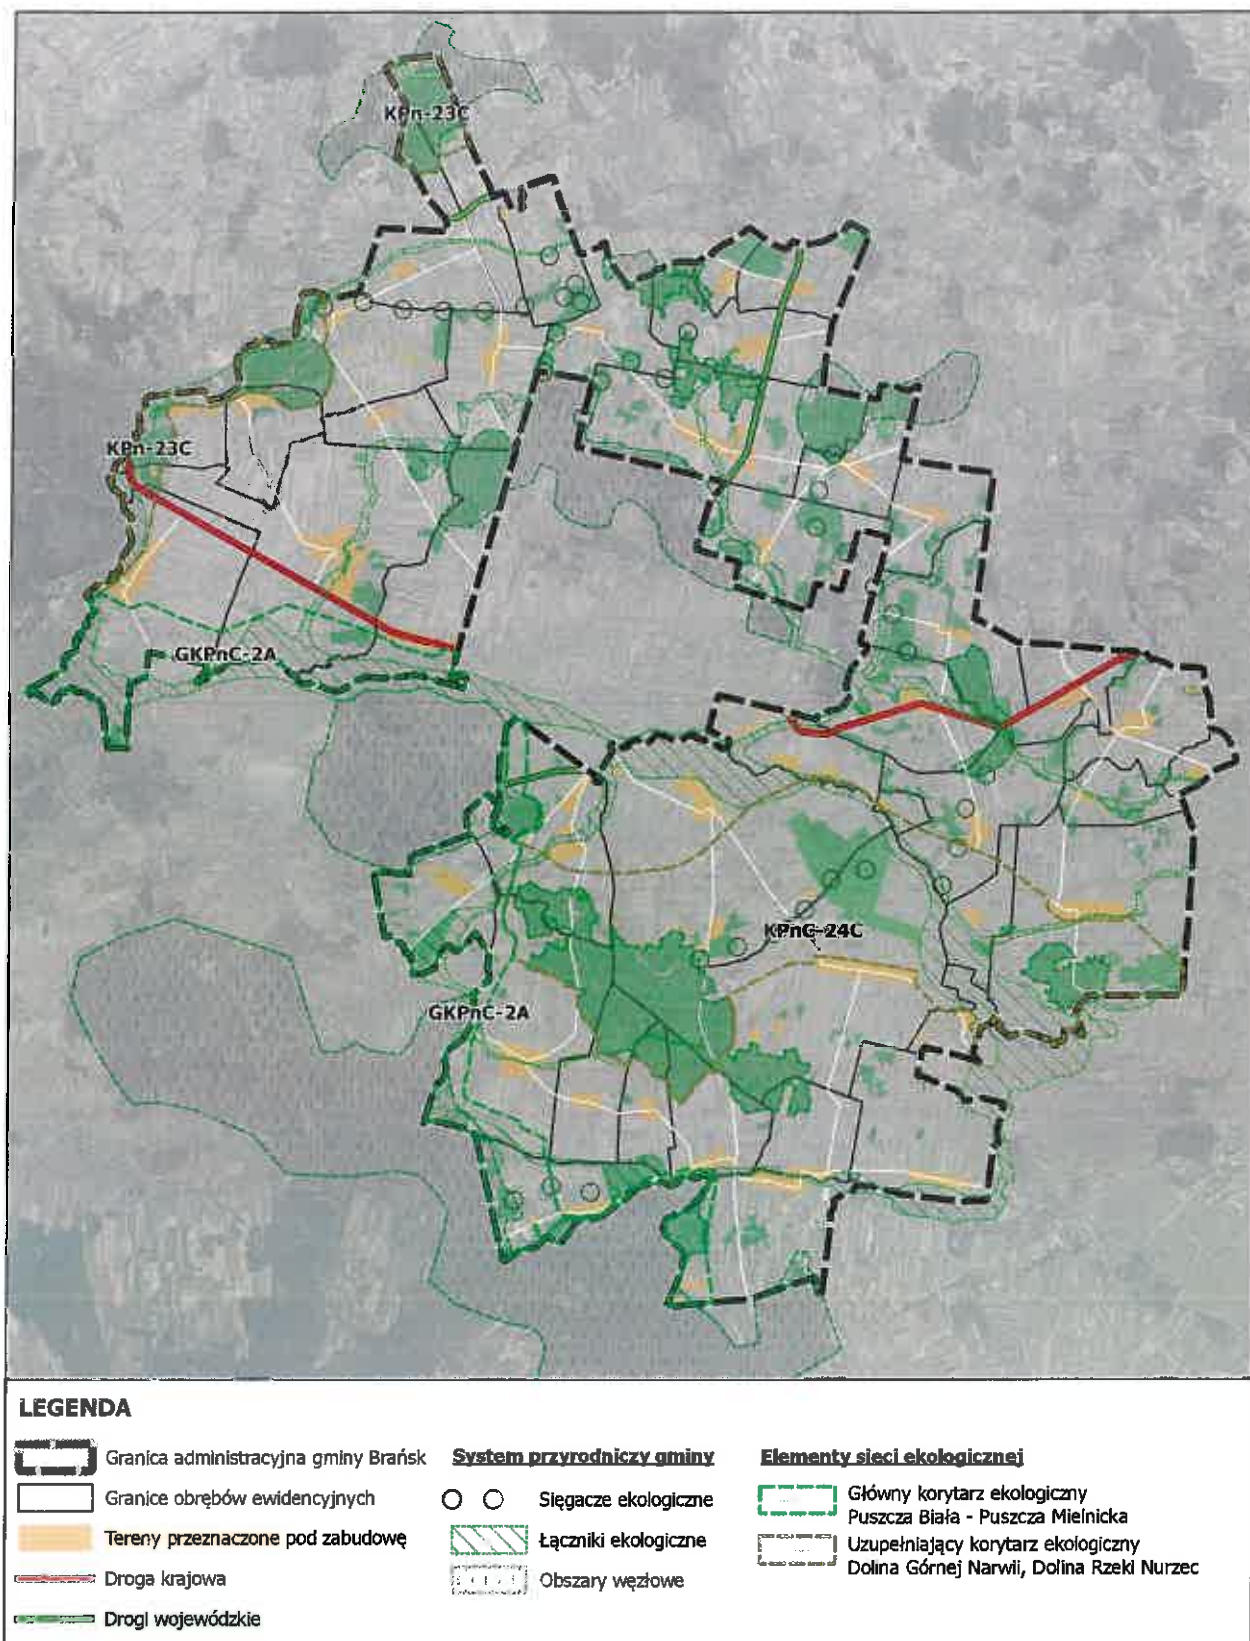 KPn-23C
KPn-23C
GKPnC-2A
KPnC-24C
GKPnC-2A
LEGENDA
Granica administracyjna gminy Brańsk
Granice obrębów ewidencyjnych
Tereny przeznaczone pod zabudowę
Droga krajowa
Drogi wojewódzkie
System przyrodniczy gminy
Sięgacze ekologiczne
Łączniki ekologiczne
Obszary węzłowe
Elementy sieci ekologicznej
Główny korytarz ekologiczny
Puszcza Biała - Puszcza Mielnicka
Uzupełniający korytarz ekologiczny
Dolina Górnej Narwii, Dolina Rzeki Nurzec